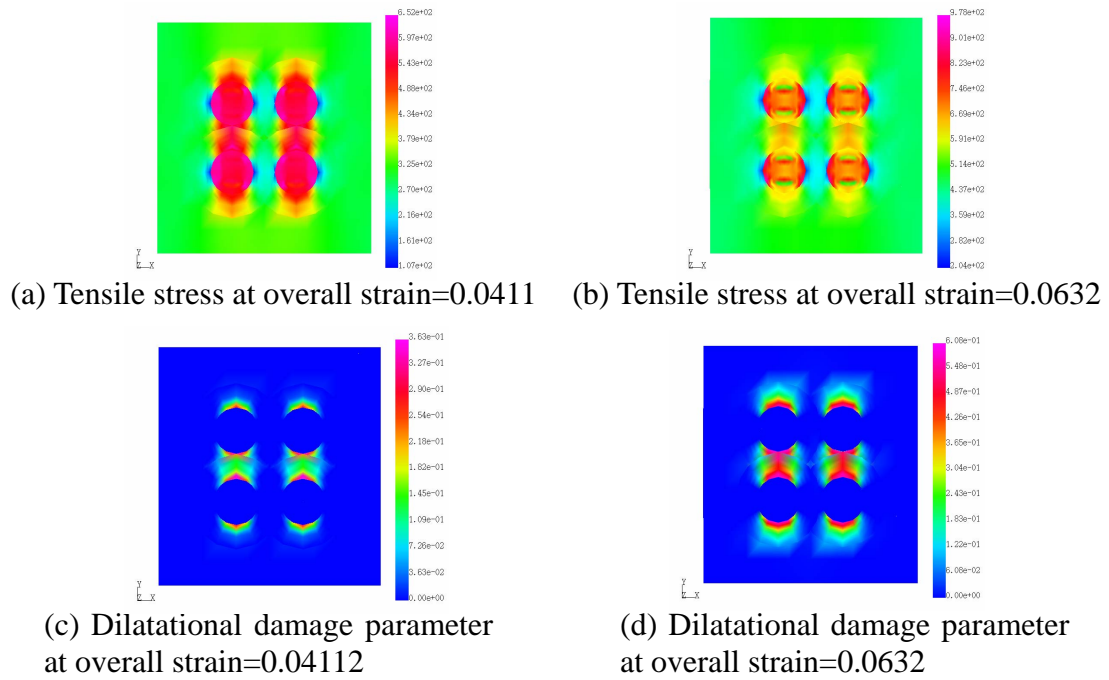 6.52e+02
5.97e+02
5.43e+02
4.88e+02
4.34e+02
3.79e+02
3.25e+02
2.70e+02
2.16e+02
1.61e+02
1.07e+02
Y
Z X
9.78e+02
9.01e+02
8.23e+02
7.46e+02
6.69e+02
5.91e+02
5.14e+02
4.37e+02
3.59e+02
2.82e+02
2.04e+02
Y
Z X
(a) Tensile stress at overall strain=0.0411
(b) Tensile stress at overall strain=0.0632
3.63e-01
3.27e-01
2.90e-01
2.54e-01
2.18e-01
1.82e-01
1.45e-01
1.09e-01
7.26e-02
3.63e-02
0.00e+00
Y
Z X
6.08e-01
5.48e-01
4.87e-01
4.26e-01
3.65e-01
3.04e-01
2.43e-01
1.83e-01
1.22e-01
6.08e-02
0.00e+00
Y
Z X
(c) Dilatational damage parameter
at overall strain=0.04112
(d) Dilatational damage parameter
at overall strain=0.0632